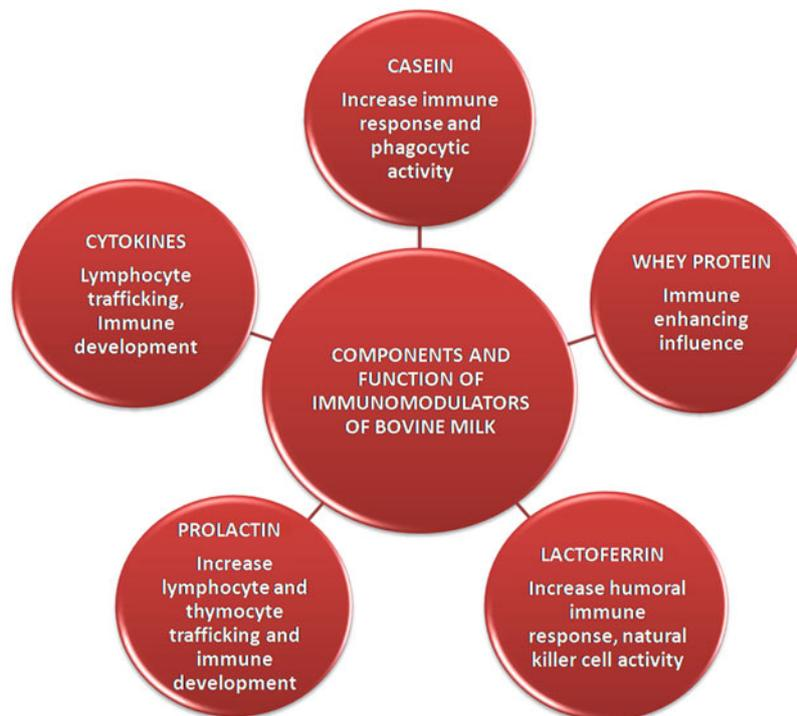 CASEIN
Increase immune
response and
phagocytic
activity
CYTOKINES
Lymphocyte
trafficking,
Immune
development
WHEY PROTEIN
Immune
enhancing
influence
COMPONENTS AND
FUNCTION OF
IMMUNOMODULATORS
OF BOVINE MILK
PROLACTIN
Increase
lymphocyte and
thymocyte
trafficking and
immune
development
LACTOFERRIN
Increase humoral
immune
response, natural
killer cell activity